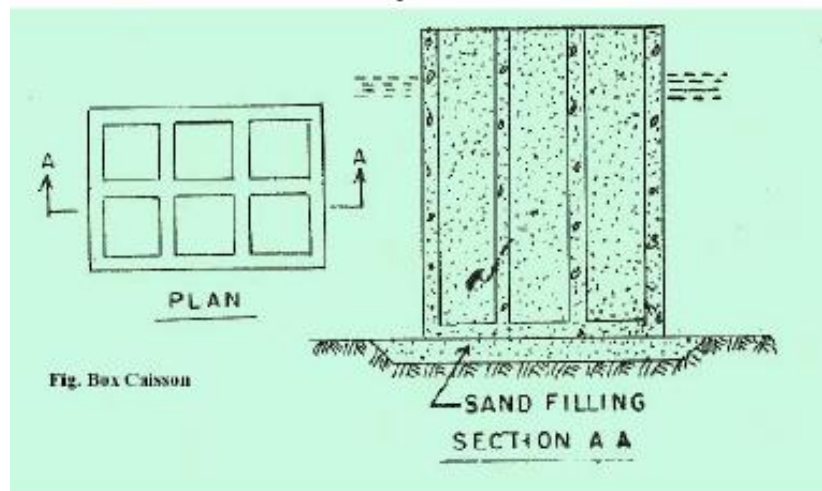 A
A
PLAN
Fig. Box Caisson
SAND FILLING
SECTION A A